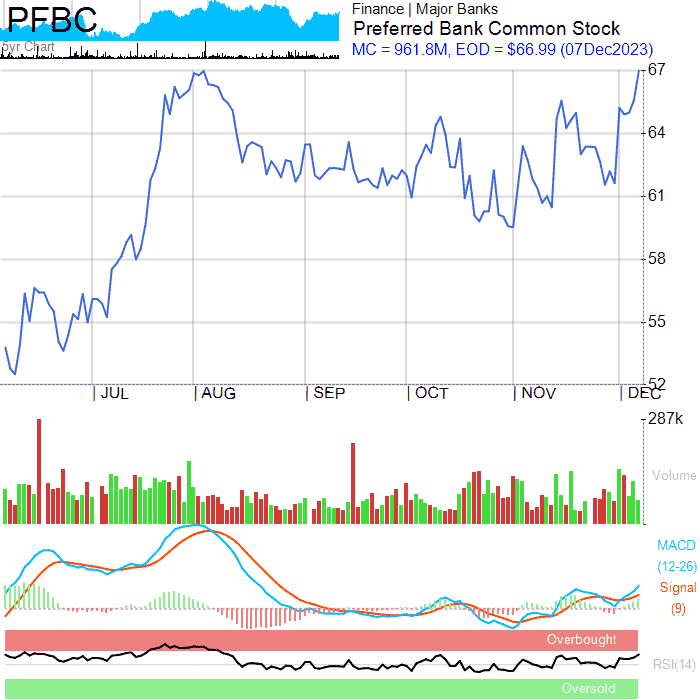 PFBC
5yr Chart
Finance | Major Banks
Preferred Bank Common Stock
MC = 961.8M, EOD = $66.99 (07Dec2023)
67
64
61
58
55
52
JUL AUG SEP OCT NOV DEC
287k
Volume
MACD
(12-26)
Signal
(9)
Overbought
RSI(14)
Oversold